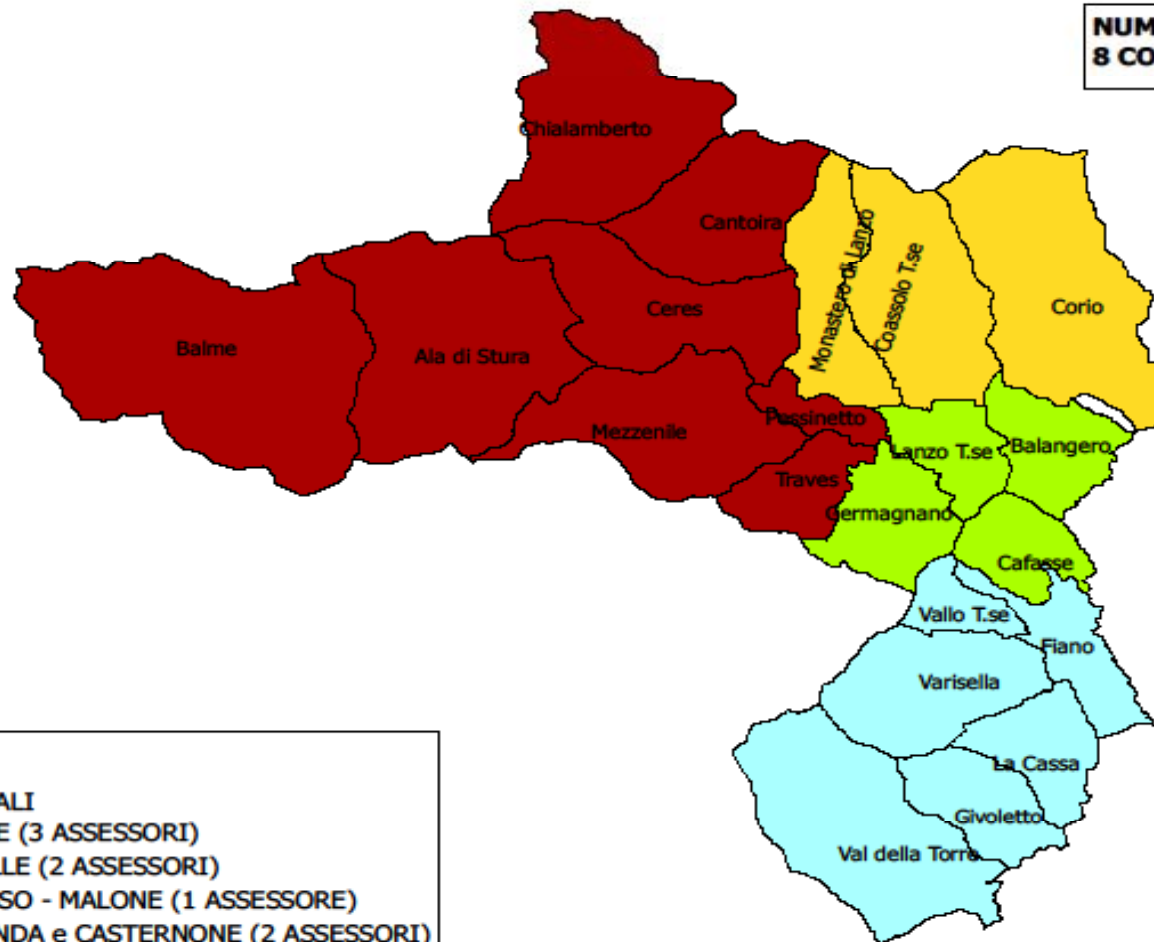 NUM
8 CO
Chialamberto
Cantoira
Monastero di Lanzo
Coassolo T.se
Corio
Ceres
Balme
Ala di Stura
Mezzenile
Pessinetto
Lanzo T.se
Balangero
Traves
Germagnano
Cafasse
Vallo T.se
Fiano
Varisella
La Cassa
Givoletto
Val della Torre
ALI
E (3 ASSESSORI)
LLE (2 ASSESSORI)
SO - MALONE (1 ASSESSORE)
NDA e CASTERNONE (2 ASSESSORI)